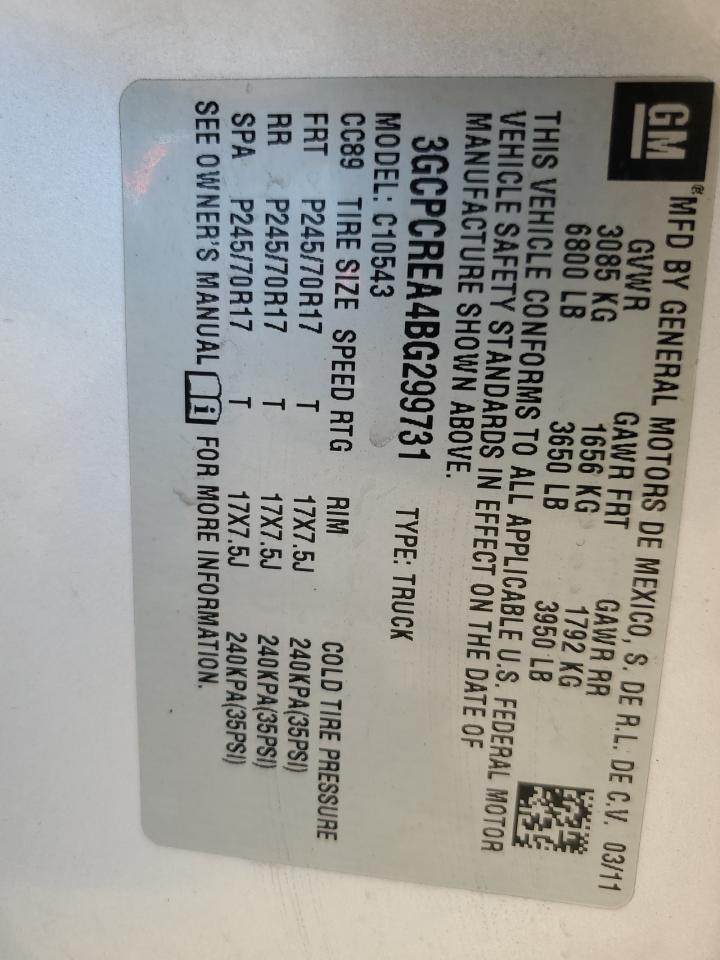 GM
®MFD BY GENERAL MOTORS DE MEXICO, S. DE R.L. DE C.V. 03/11
GVWR GAWR FRT GAWR RR
3085 KG 1656 KG 1792 KG
6800 LB 3650 LB 3950 LB
THIS VEHICLE CONFORMS TO ALL APPLICABLE U.S. FEDERAL MOTOR
VEHICLE SAFETY STANDARDS IN EFFECT ON THE DATE OF
MANUFACTURE SHOWN ABOVE.
3GCPCREA4BG299731 TYPE: TRUCK
MODEL: C10543
CC89 TIRE SIZE SPEED RTG RIM COLD TIRE PRESSURE
FRT P245/70R17 T 17X7.5J 240KPA(35PSI)
RR P245/70R17 T 17X7.5J 240KPA(35PSI)
SPA P245/70R17 T 17X7.5J 240KPA(35PSI)
SEE OWNER'S MANUAL i FOR MORE INFORMATION.